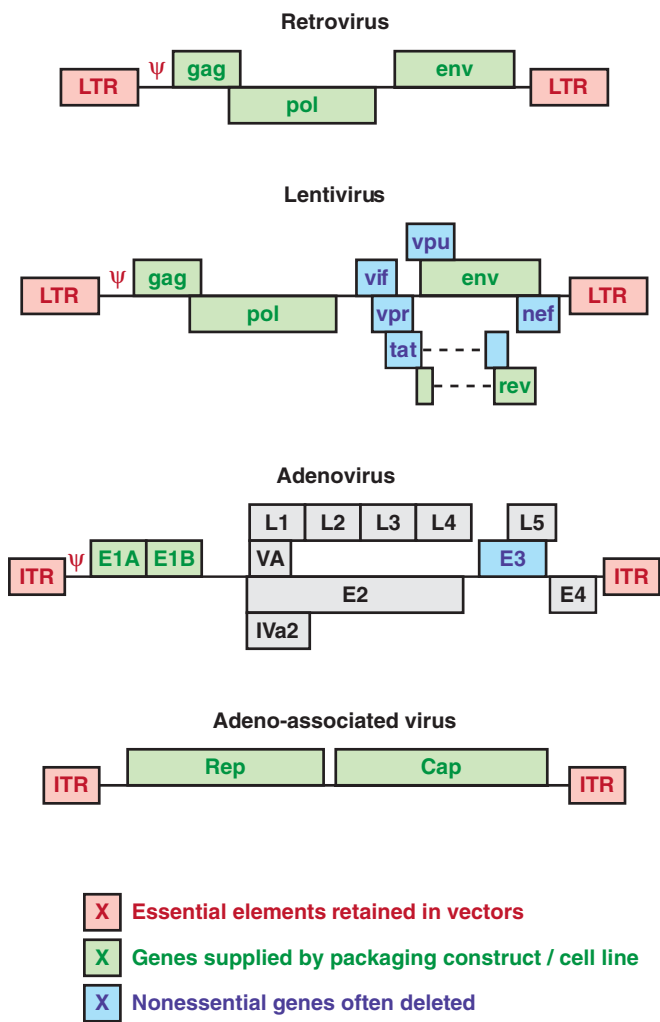 Retrovirus
ψ gag env
LTR LTR
pol
Lentivirus
vpu
ψ gag vif env
LTR LTR
pol vpr nef
tat
rev
Adenovirus
L1 L2 L3 L4 L5
ψ E1A E1B VA E3
ITR ITR
E2 E4
IVa2
Adeno-associated virus
Rep Cap
ITR ITR
X Essential elements retained in vectors
X Genes supplied by packaging construct / cell line
X Nonessential genes often deleted